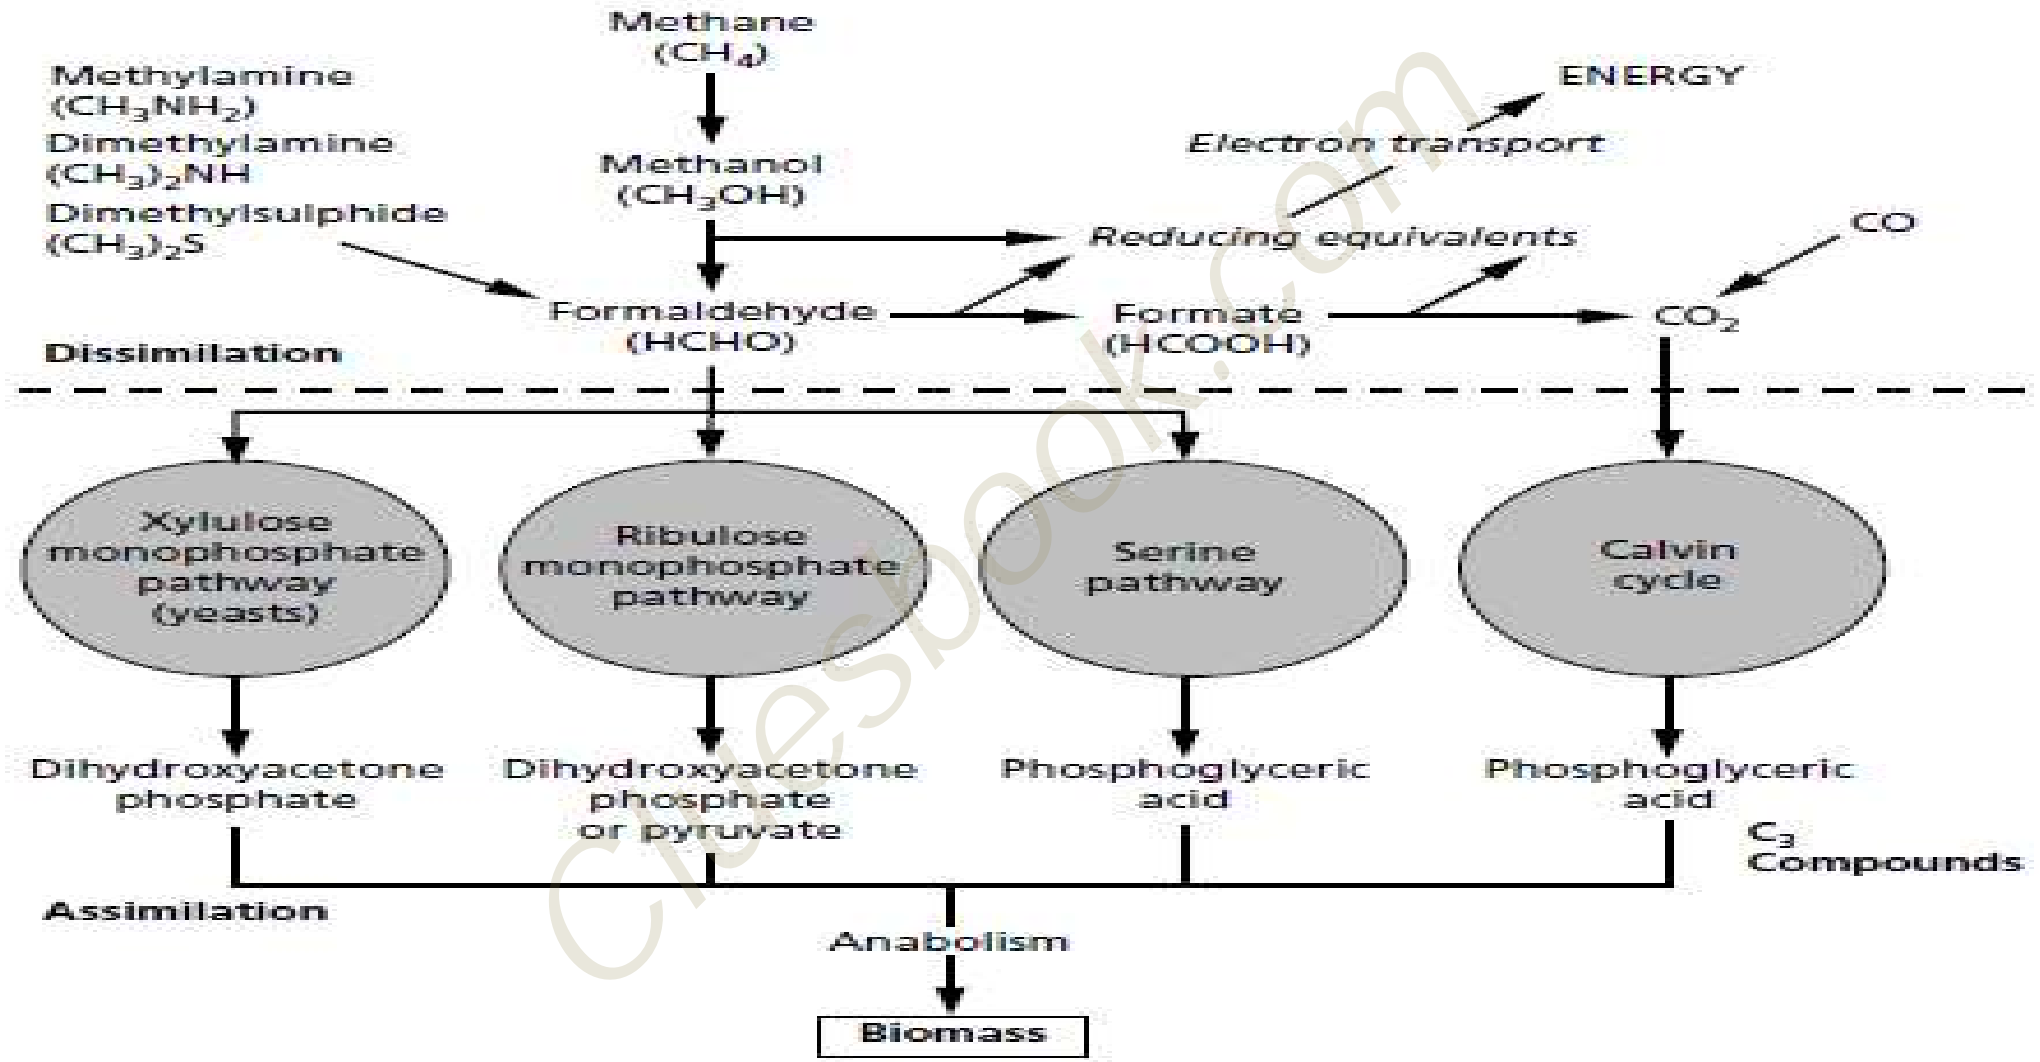 Methane
(CH₄)
Methylamine
(CH₃NH₂)
Dimethylamine
(CH₃)₂NH
Dimethylsulphide
(CH₃)₂S
Methanol
(CH₃OH)
ENERGY
Electron transport
Reducing equivalents
CO
Formaldehyde
(HCHO)
Formate
(HCOOH)
CO₂
Dissimilation
Xylulose
monophosphate
pathway
(yeasts)
Ribulose
monophosphate
pathway
Serine
pathway
Calvin
cycle
Dihydroxyacetone
phosphate
Dihydroxyacetone
phosphate
or pyruvate
Phosphoglyceric
acid
Phosphoglyceric
acid
C₃
Compounds
Assimilation
Anabolism
Biomass
Cluesbook.com